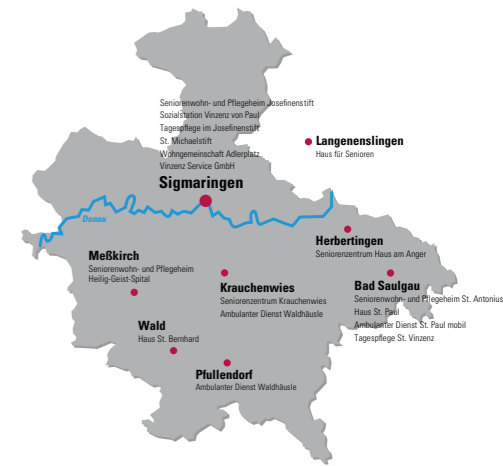 Seniorenwohn- und Pflegeheim Josefinenstift
Sozialstation Vinzenz von Paul
Tagespflege im Josefinenstift
St. Michaelstift
Wohngemeinschaft Adlerplatz
Vinzenz Service GmbH
Sigmaringen
Langenenslingen
Haus für Senioren
Donau
Herbertingen
Seniorenzentrum Haus am Anger
Meßkirch
Seniorenwohn- und Pflegeheim
Heilig-Geist-Spital
Krauchenwies
Seniorenzentrum Krauchenwies
Ambulanter Dienst Waldhäusle
Bad Saulgau
Seniorenwohn- und Pflegeheim St. Antonius
Haus St. Paul
Ambulanter Dienst St. Paul mobil
Tagespflege St. Vinzenz
Wald
Haus St. Bernhard
Pfullendorf
Ambulanter Dienst Waldhäusle